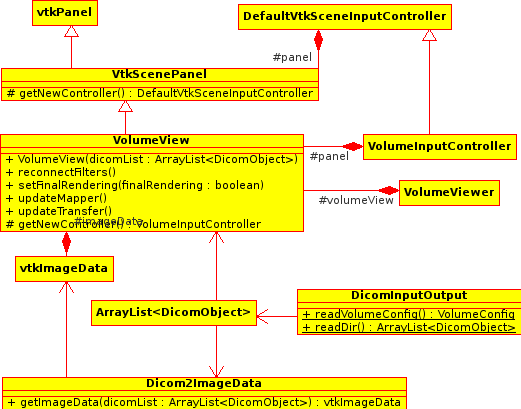 vtkPanel
DefaultVtkSceneInputController
#panel
VtkScenePanel
# getNewController() : DefaultVtkSceneInputController
VolumeView
+ VolumeView(dicomList : ArrayList<DicomObject>)
+ reconnectFilters()
+ setFinalRendering(finalRendering : boolean)
+ updateMapper()
+ updateTransfer()
# getNewController() : VolumeInputController
#imageData
VolumeInputController
#panel
VolumeViewer
#volumeView
vtkImageData
ArrayList<DicomObject>
DicomInputOutput
+ readVolumeConfig() : VolumeConfig
+ readDir() : ArrayList<DicomObject>
Dicom2ImageData
+ getImageData(dicomList : ArrayList<DicomObject>) : vtkImageData